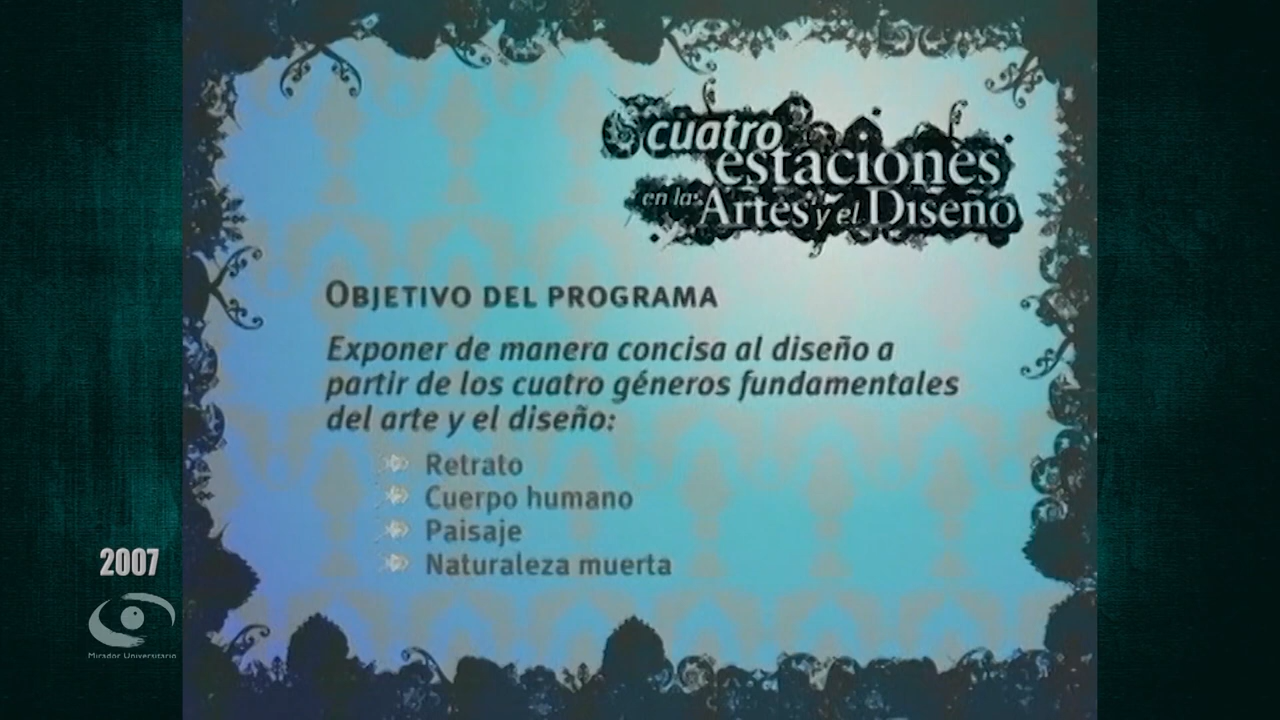 cuatro
estaciones
en las Artes y el Diseño
OBJETIVO DEL PROGRAMA
Exponer de manera concisa al diseño a
partir de los cuatro géneros fundamentales
del arte y el diseño:
Retrato
Cuerpo humano
Paisaje
Naturaleza muerta
2007
Mirador Universitario